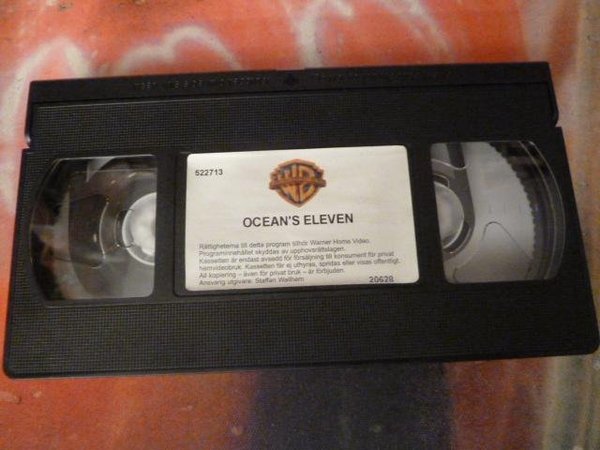 522713
WB
OCEAN'S ELEVEN
Rättigheterna till detta program tillhör Warner Home Video.
Programinnehållet skyddas av upphovsrättslagen.
Kassetten är endast avsedd för försäljning till konsument för privat
hemvideobruk. Kassetten får ej uthyras, spridas eller visas offentligt.
All kopiering - även för privat bruk - är förbjuden.
Ansvarig utgivare: Staffan Wallhem
20628